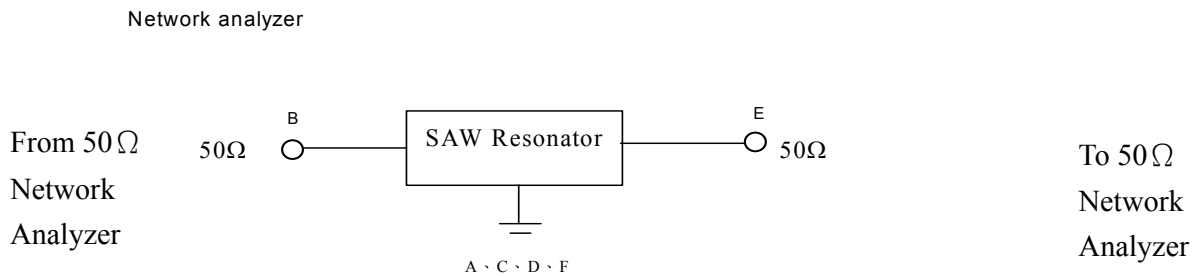 Network analyzer
From 50Ω
Network
Analyzer
50Ω
B
SAW Resonator
E
50Ω
To 50Ω
Network
Analyzer
A、C、D、F